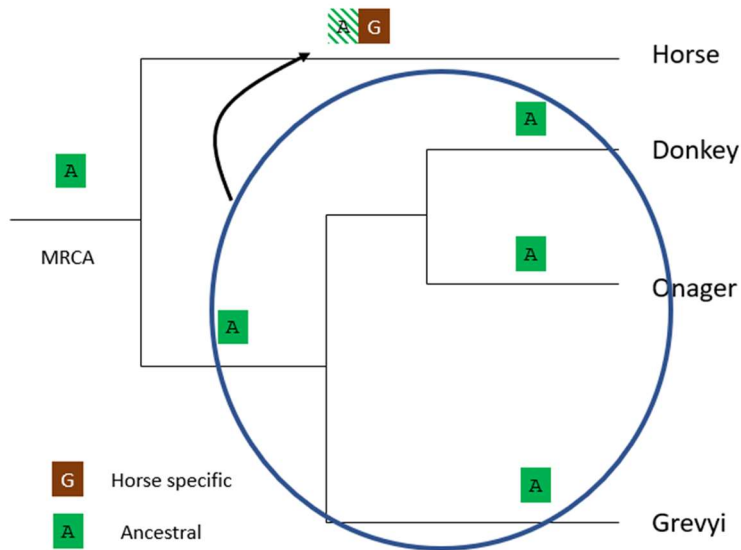 A G
Horse
A
Donkey
A
MRCA
A
Onager
A
A
G Horse specific
A Ancestral
Grevyi